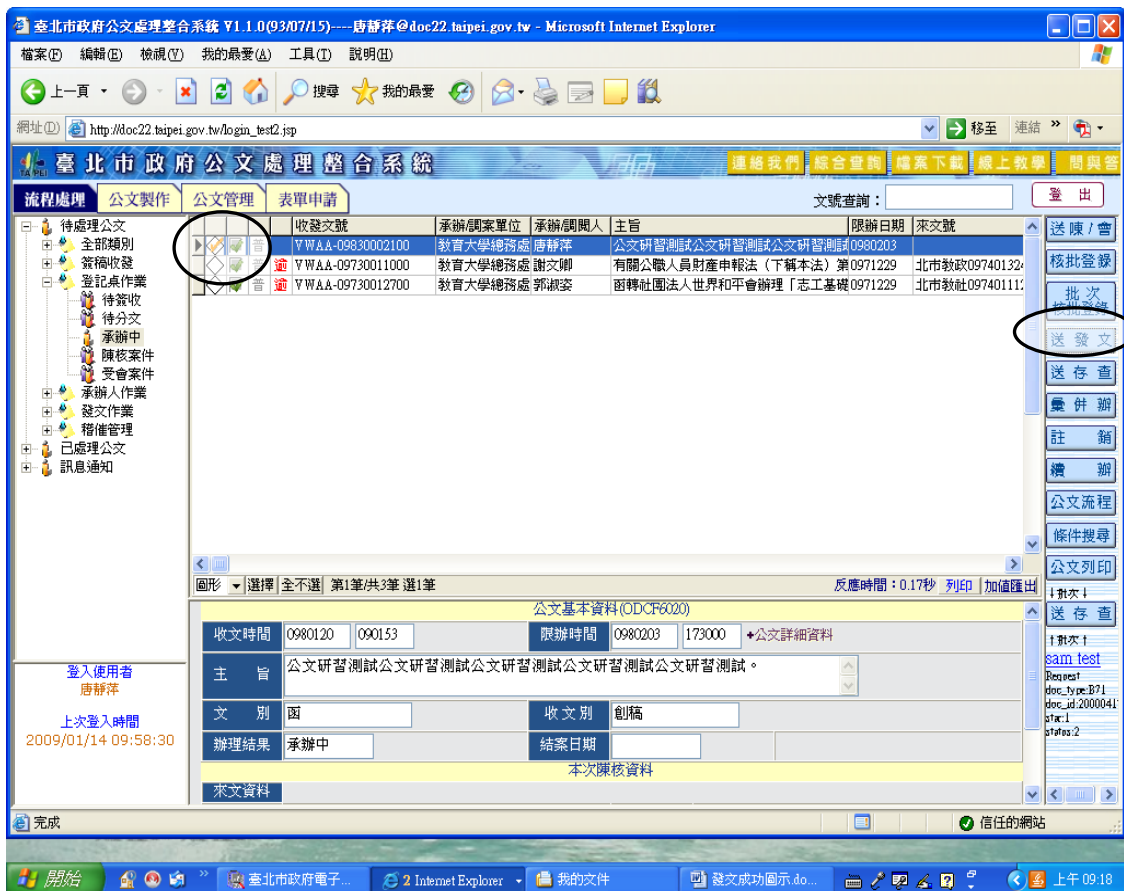 臺北市政府公文處理整合系統 V1.1.0(93/07/15)----唐靜萍@doc22.taipei.gov.tw - Microsoft Internet Explorer
檔案(F) 編輯(E) 檢視(V) 我的最愛(A) 工具(T) 說明(H)
上一頁 搜尋 我的最愛
網址(D) http://doc22.taipei.gov.tw/login_test2.jsp 移至 連結 »
TAIPEI 臺北市政府公文處理整合系統 連絡我們 綜合查詢 檔案下載 線上教學 問與答
流程處理 公文製作 公文管理 表單申請 文號查詢： 登出
待處理公文
全部類別
簽稿收發
登記桌作業
待簽收
待分文
承辦中
陳核案件
受會案件
承辦人作業
發文作業
稽催管理
已處理公文
訊息通知
收發文號 承辦/調案單位 承辦/調閱人 主旨 限辦日期 來文號
普 VWAA-09830002100 教育大學總務處 唐靜萍 公文研習測試公文研習測試公文研習測試 0980203
普 逾 VWAA-09730011000 教育大學總務處 謝文卿 有關公職人員財產申報法（下稱本法）第 0971229 北市教政09740132
普 逾 VWAA-09730012700 教育大學總務處 郭淑姿 函轉社團法人世界和平會辦理「志工基礎 0971229 北市教社09740111
圖形 選擇 全不選 第1筆/共3筆 選1筆 反應時間：0.17秒 列印 加值匯出
公文基本資料(ODCF6020)
收文時間 0980120 090153 限辦時間 0980203 173000 +公文詳細資料
主旨 公文研習測試公文研習測試公文研習測試公文研習測試公文研習測試。
文別 函 收文別 創稿
辦理結果 承辦中 結案日期
本次陳核資料
來文資料
登入使用者
唐靜萍
上次登入時間
2009/01/14 09:58:30
送陳/會
核批登錄
批次
核批登錄
送發文
送存查
彙併辦
註銷
續辦
公文流程
條件搜尋
公文列印
↓批次↓
送存查
↑批次↑
sam test
Request
doc_type:B71
doc_id:2000041
star:1
status:2
完成 信任的網站
開始 » 臺北市政府電子... 2 Internet Explorer 我的文件 發文成功圖示.do... 上午 09:18